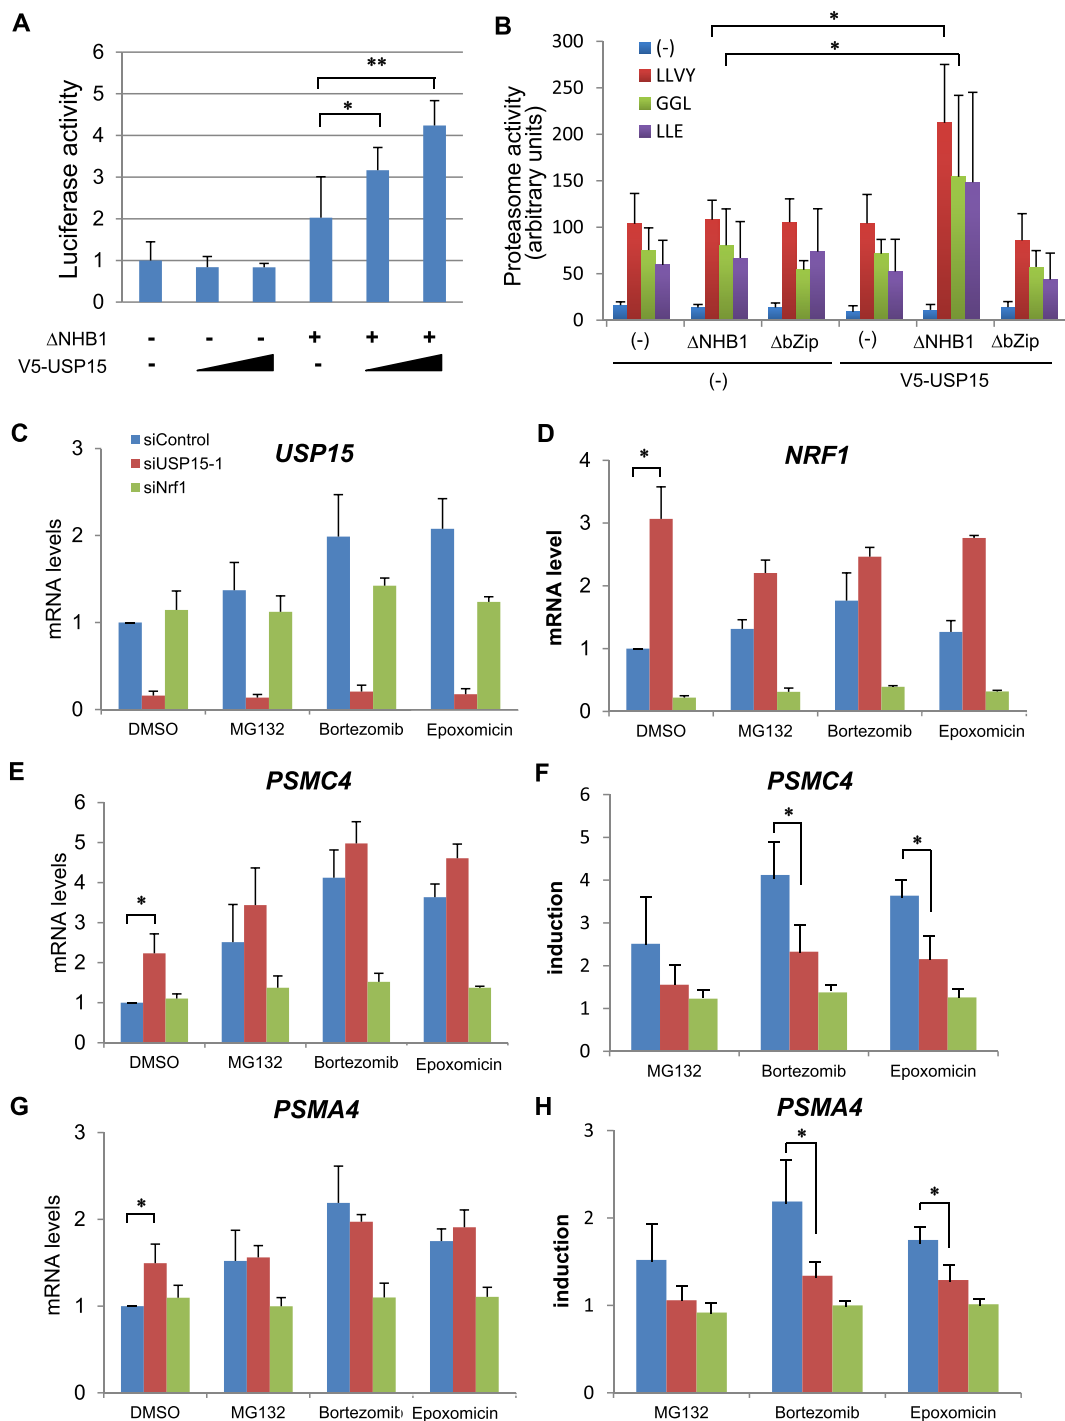 A
Luciferase activity
6
5
4
3
2
1
0
**
*
ΔNHB1 - - - + + +
V5-USP15 - -
B
Proteasome activity
(arbitrary units)
300
250
200
150
100
50
0
(-)
LLVY
GGL
LLE
*
*
(-) ΔNHB1 ΔbZip (-) ΔNHB1 ΔbZip
(-) V5-USP15
C
siControl
siUSP15-1
siNrf1
USP15
mRNA levels
3
2
1
0
DMSO MG132 Bortezomib Epoxomicin
D
NRF1
mRNA level
4
3
2
1
0
*
DMSO MG132 Bortezomib Epoxomicin
E
PSMC4
mRNA levels
6
5
4
3
2
1
0
*
DMSO MG132 Bortezomib Epoxomicin
F
PSMC4
induction
6
5
4
3
2
1
0
*
*
MG132 Bortezomib Epoxomicin
G
PSMA4
mRNA levels
3
2
1
0
*
DMSO MG132 Bortezomib Epoxomicin
H
PSMA4
induction
3
2
1
0
*
*
MG132 Bortezomib Epoxomicin